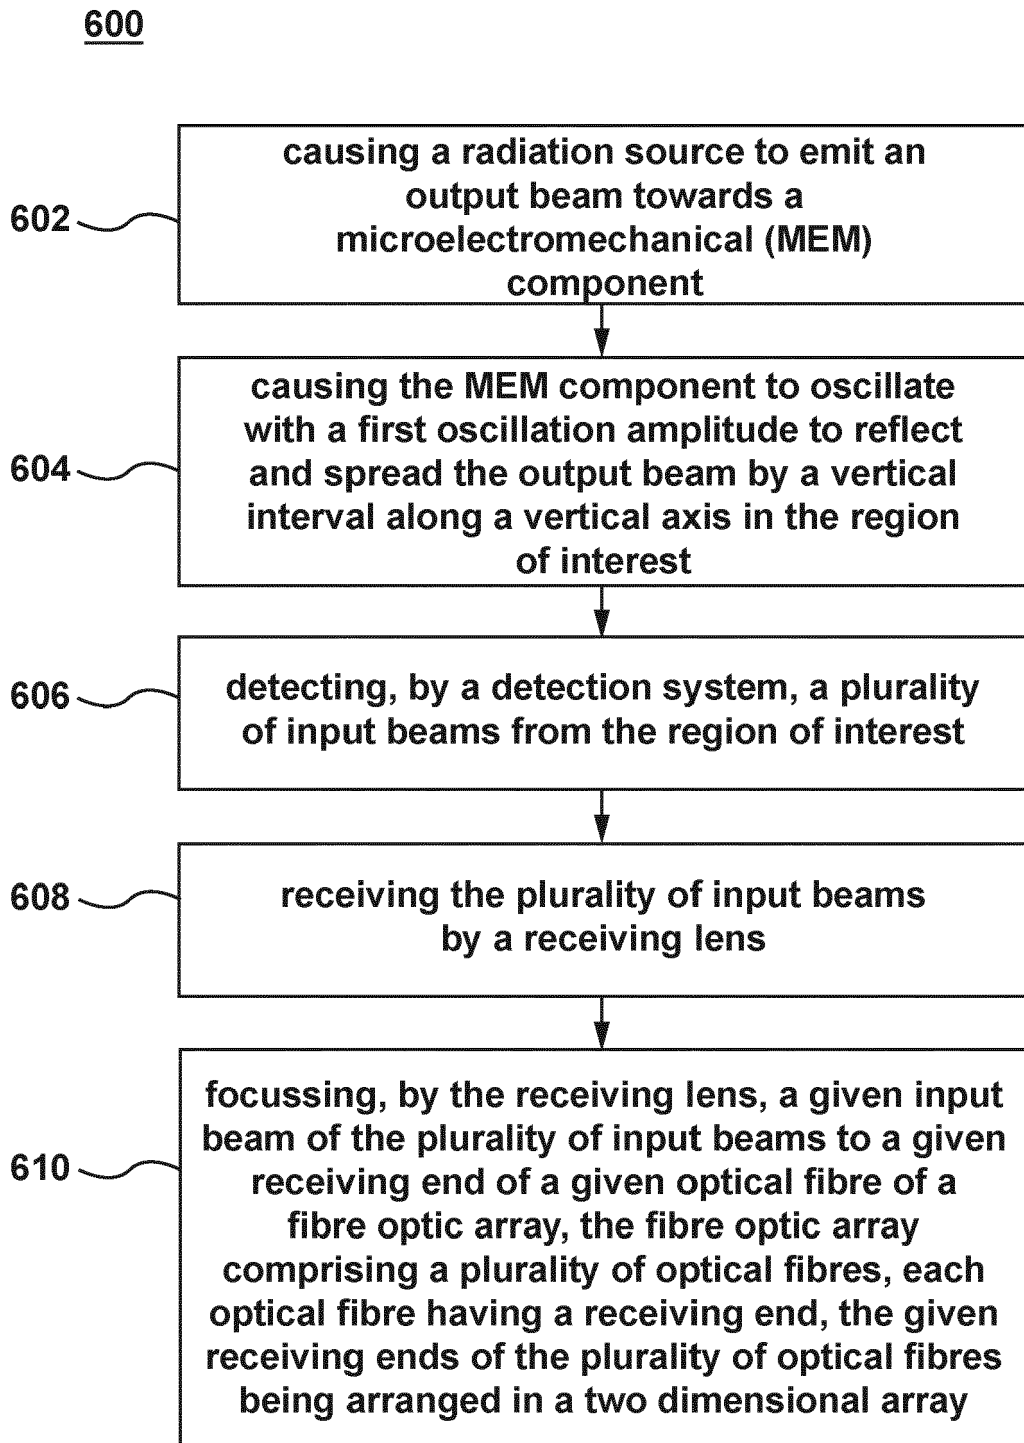 600
602
causing a radiation source to emit an
output beam towards a
microelectromechanical (MEM)
component
604
causing the MEM component to oscillate
with a first oscillation amplitude to reflect
and spread the output beam by a vertical
interval along a vertical axis in the region
of interest
606
detecting, by a detection system, a plurality
of input beams from the region of interest
608
receiving the plurality of input beams
by a receiving lens
610
focussing, by the receiving lens, a given input
beam of the plurality of input beams to a given
receiving end of a given optical fibre of a
fibre optic array, the fibre optic array
comprising a plurality of optical fibres, each
optical fibre having a receiving end, the given
receiving ends of the plurality of optical fibres
being arranged in a two dimensional array